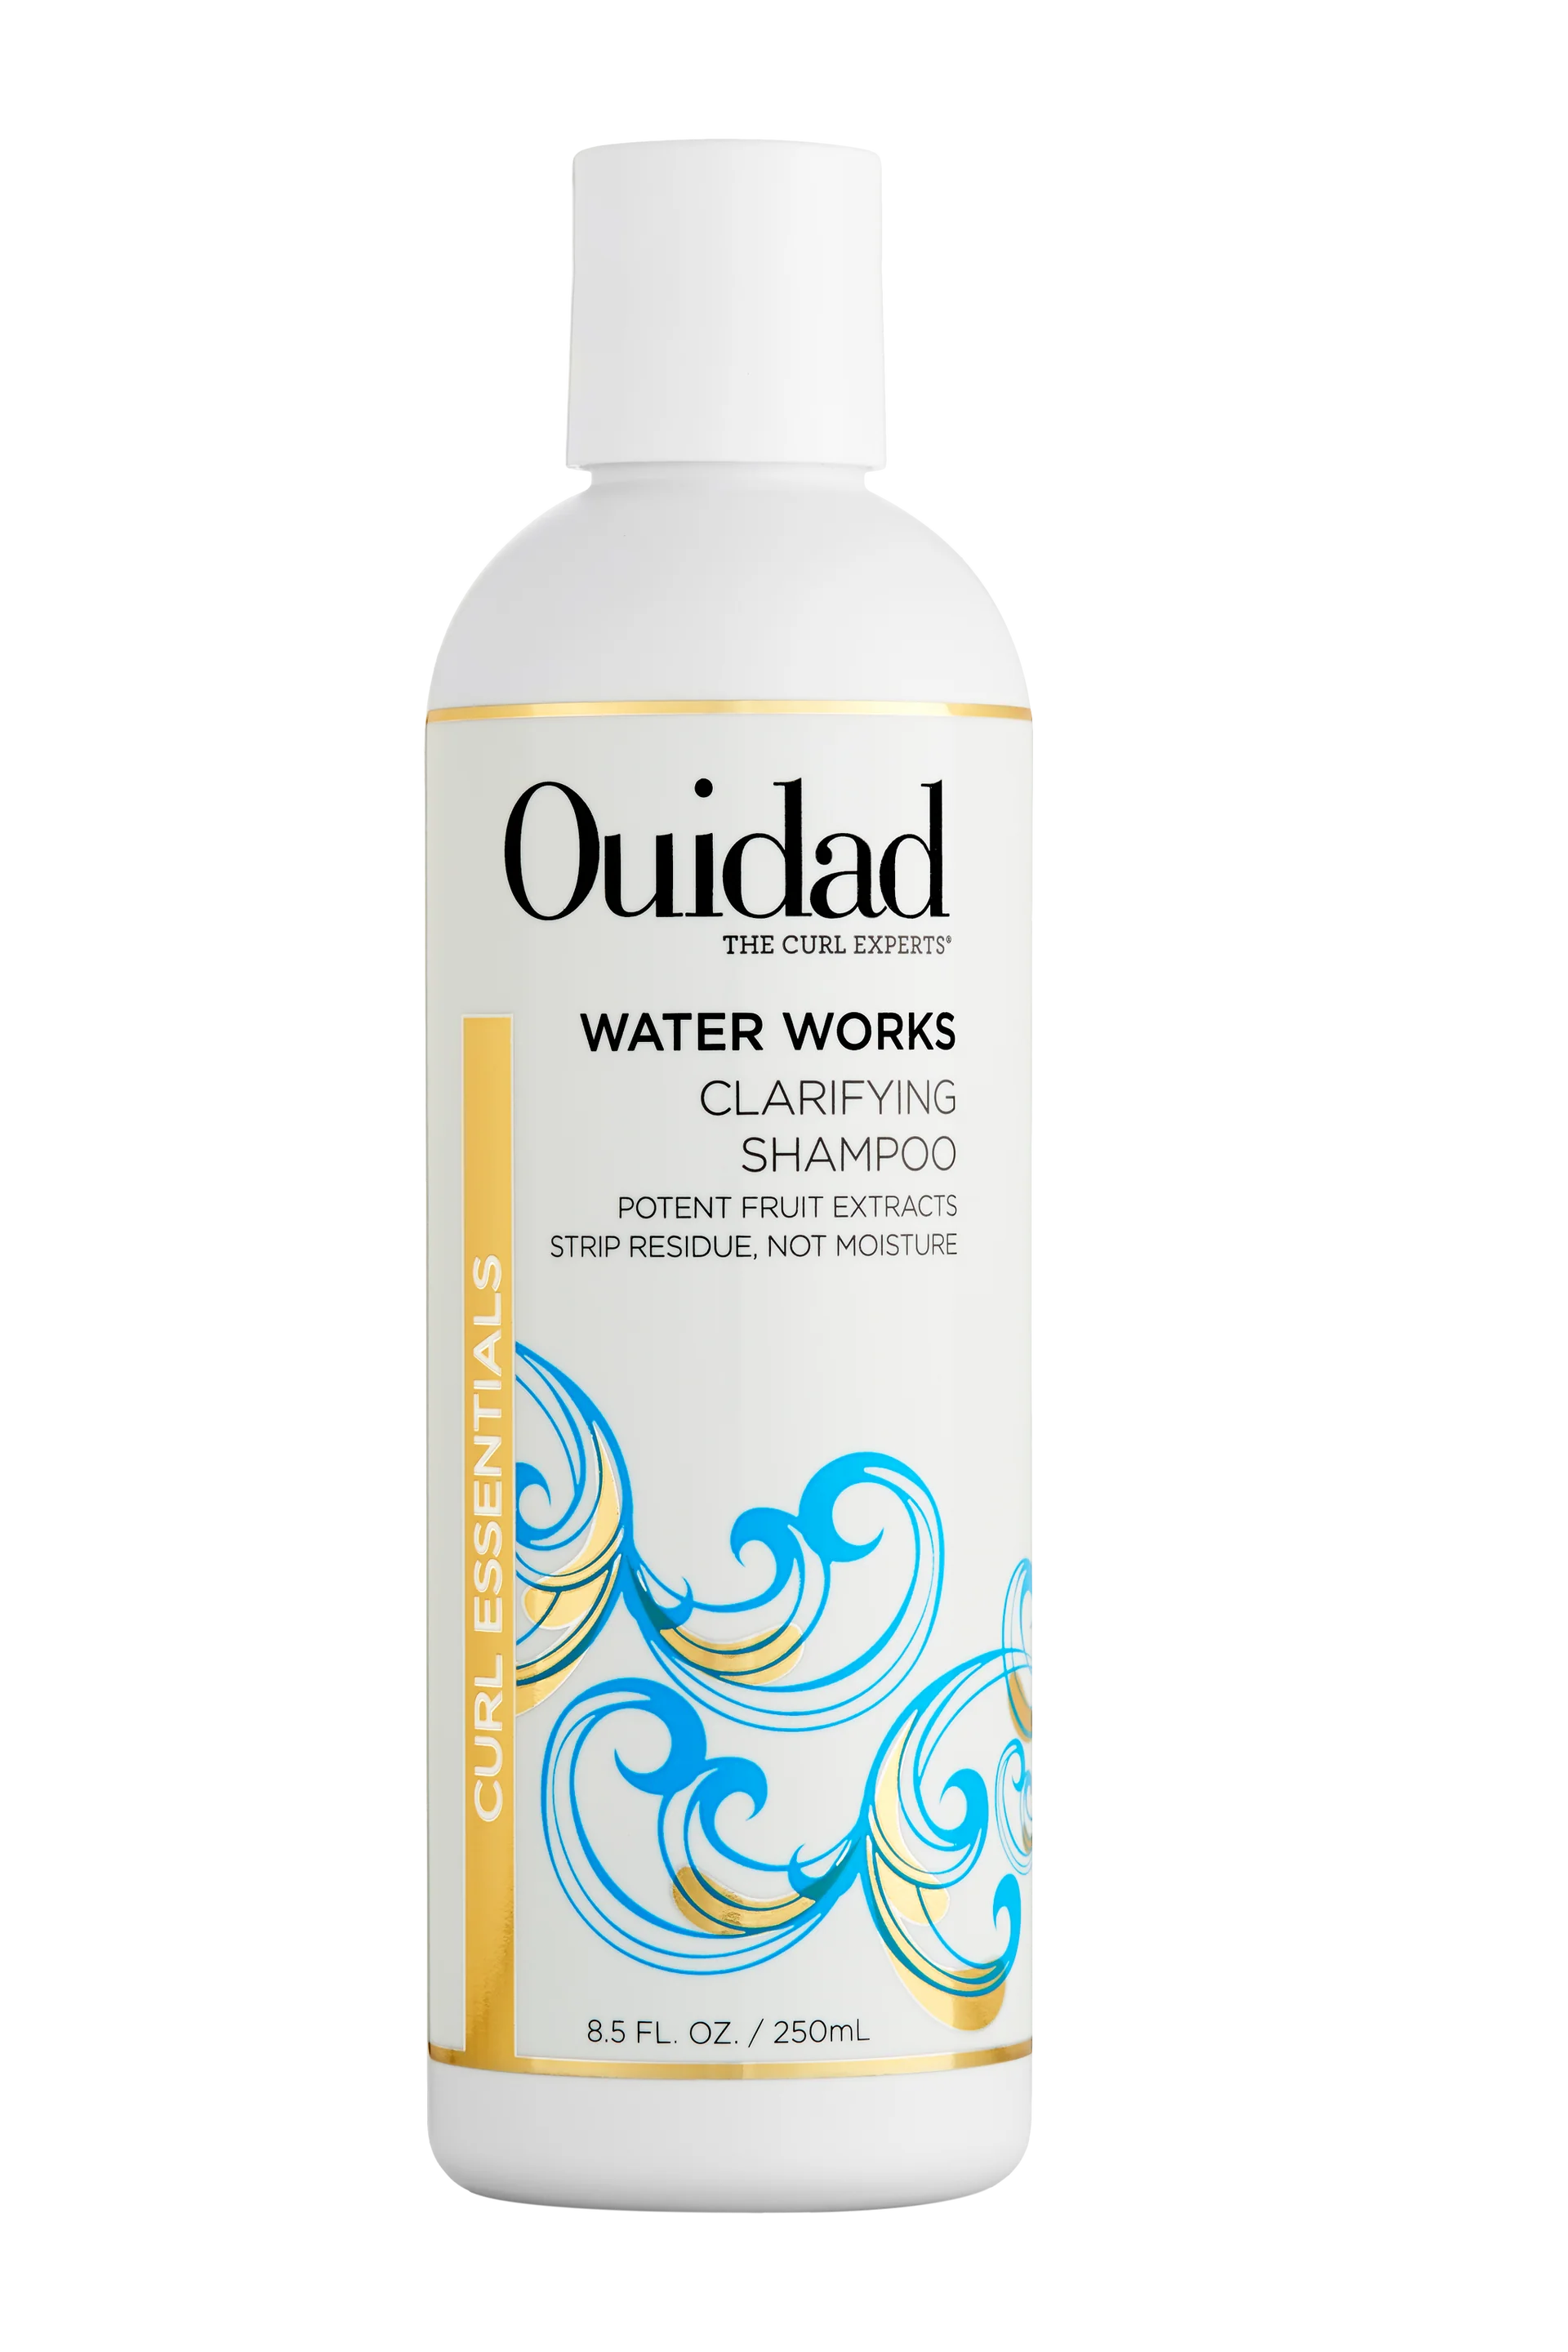 Ouidad
THE CURL EXPERTS®
WATER WORKS
CLARIFYING
SHAMPOO
POTENT FRUIT EXTRACTS
STRIP RESIDUE, NOT MOISTURE
CURL ESSENTIALS
8.5 FL. OZ. / 250mL